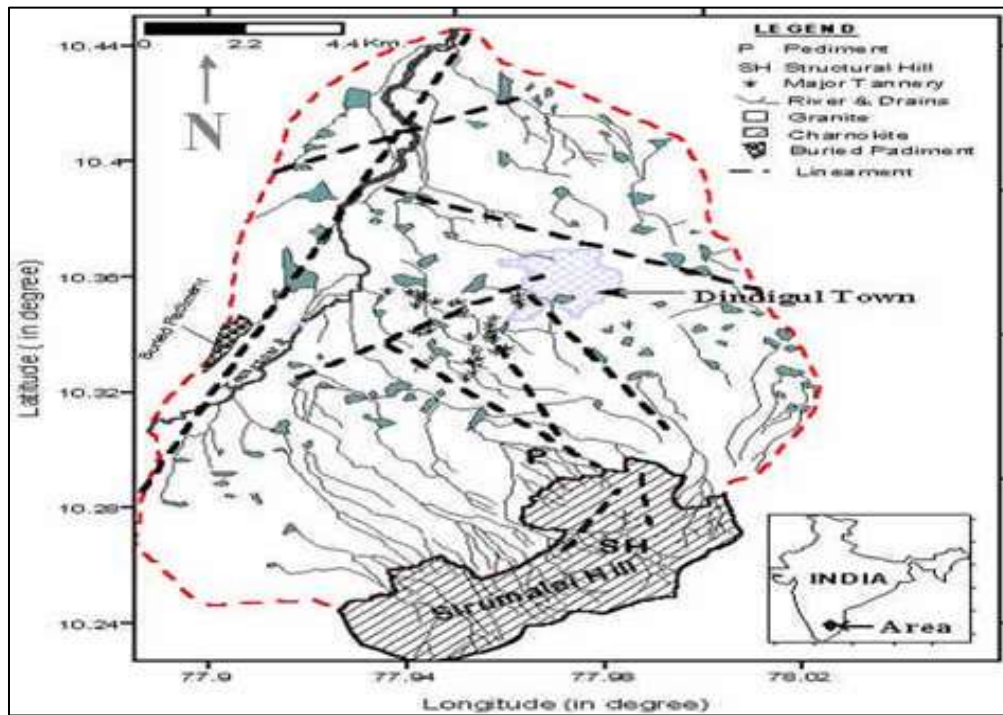 10.44
0 2.2 4.4 Km
N
LEGEND
P Pediment
SH Structural Hill
Major Tannery
River & Drains
Granite
Charnokite
Buried Padiment
Lineament
10.4
10.36
Dindigul Town
Buried Padiment
Latitude ( in degree)
10.32
P
10.28
SH
Sirumalai Hill
INDIA
Area
10.24
77.9 77.94 77.98 78.02
Longitude (in degree)